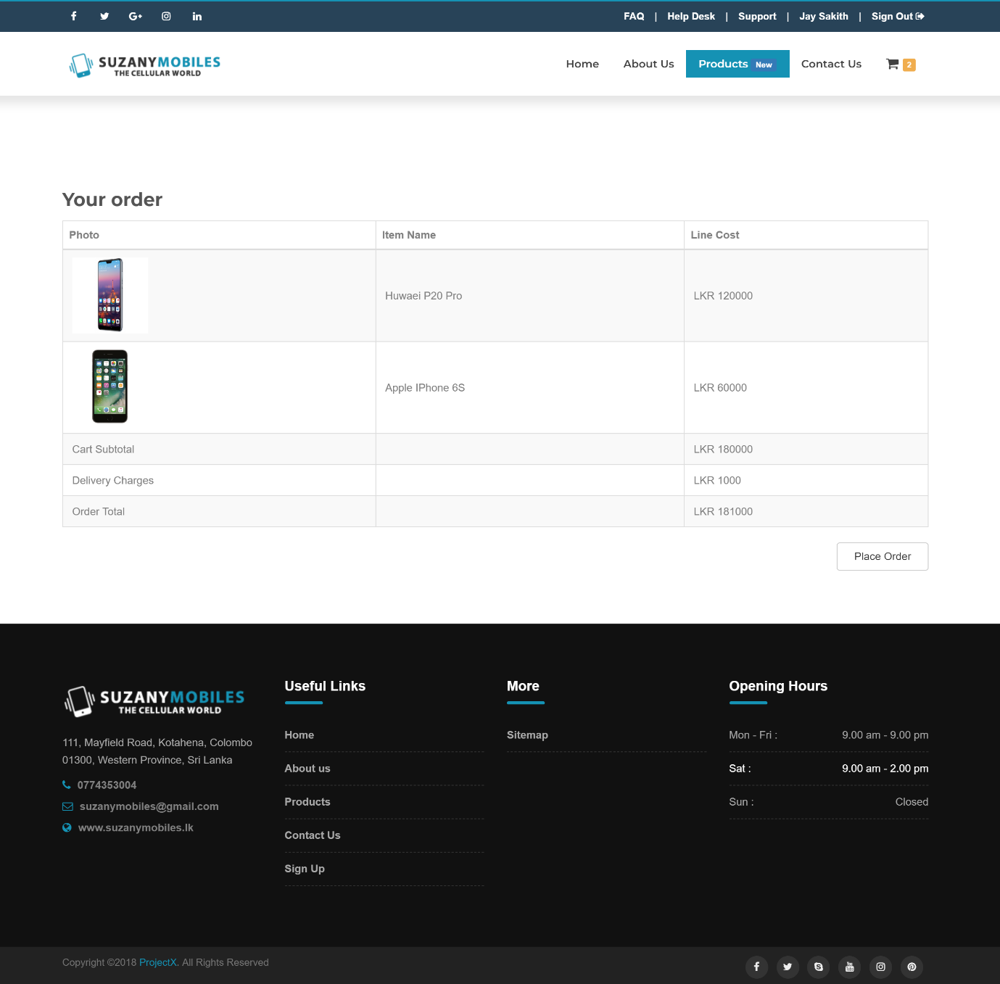 FAQ | Help Desk | Support | Jay Sakith | Sign Out
SUZANYMOBILES
THE CELLULAR WORLD
Home About Us Products New Contact Us 2
Your order
Photo Item Name Line Cost
Huwaei P20 Pro LKR 120000
Apple IPhone 6S LKR 60000
Cart Subtotal LKR 180000
Delivery Charges LKR 1000
Order Total LKR 181000
Place Order
SUZANYMOBILES
THE CELLULAR WORLD
111, Mayfield Road, Kotahena, Colombo
01300, Western Province, Sri Lanka
0774353004
suzanymobiles@gmail.com
www.suzanymobiles.lk
Useful Links
Home
About us
Products
Contact Us
Sign Up
More
Sitemap
Opening Hours
Mon - Fri : 9.00 am - 9.00 pm
Sat : 9.00 am - 2.00 pm
Sun : Closed
Copyright ©2018 ProjectX. All Rights Reserved